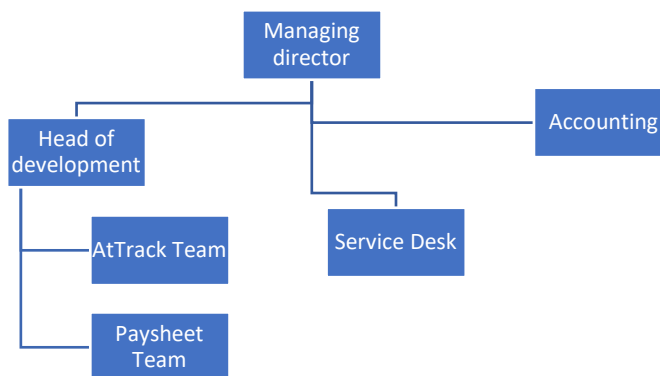 Managing
director
Head of
development
Accounting
AtTrack Team
Service Desk
Paysheet
Team